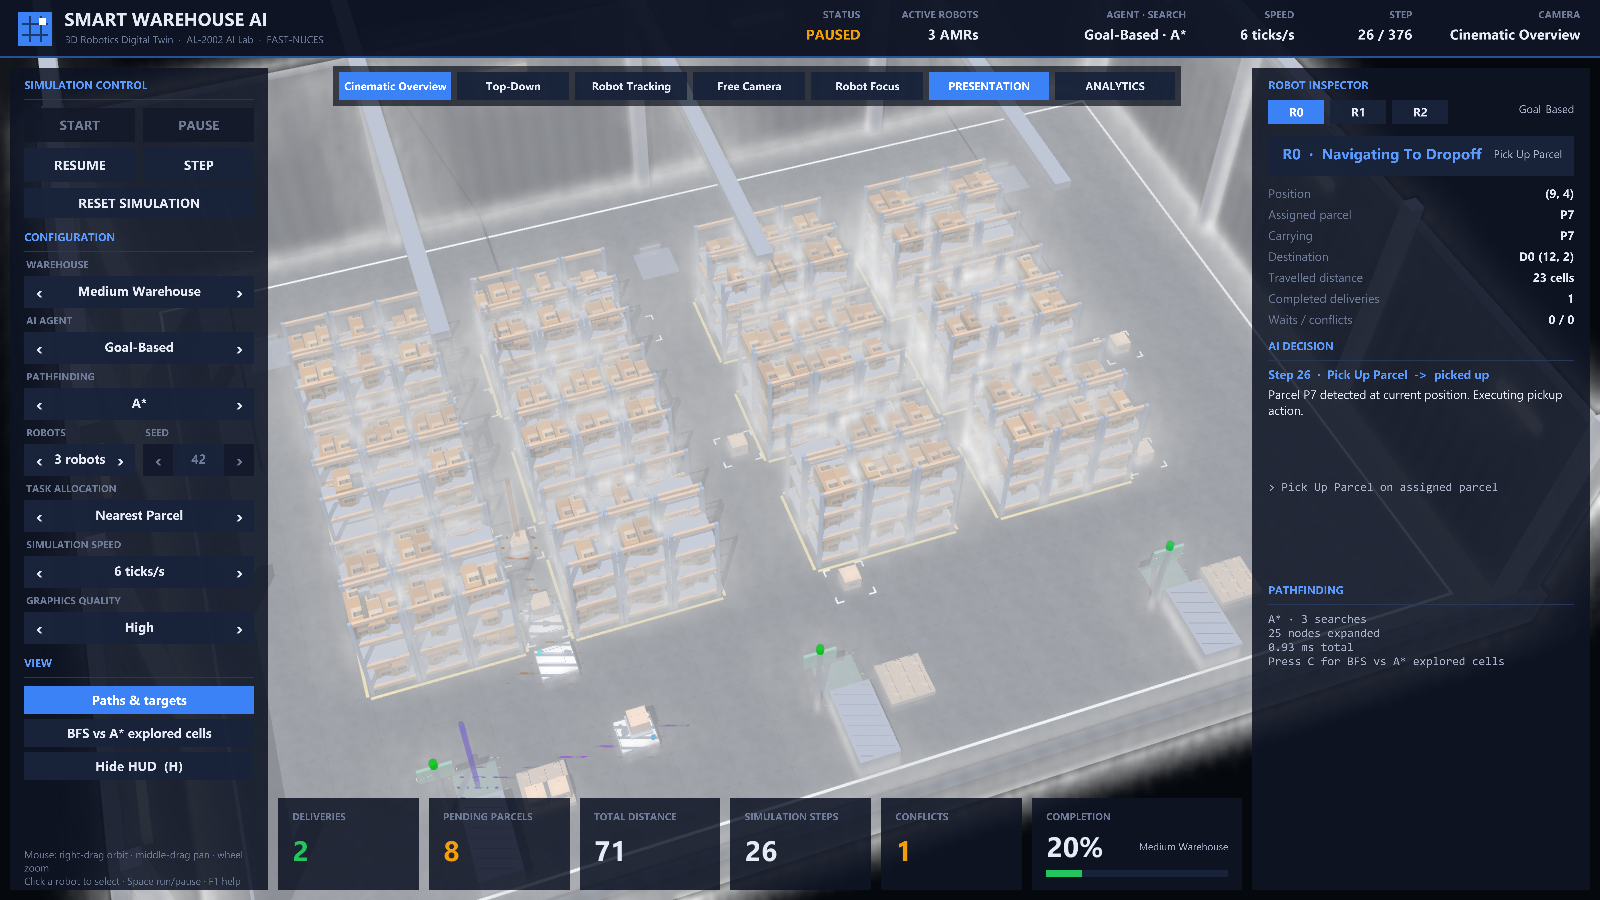 SMART WAREHOUSE AI
3D Robotics Digital Twin · AL-2002 AI Lab · FAST-NUCES
STATUS
PAUSED
ACTIVE ROBOTS
3 AMRs
AGENT · SEARCH
Goal-Based · A*
SPEED
6 ticks/s
STEP
26 / 376
CAMERA
Cinematic Overview
Cinematic Overview
Top-Down
Robot Tracking
Free Camera
Robot Focus
PRESENTATION
ANALYTICS
SIMULATION CONTROL
START
PAUSE
RESUME
STEP
RESET SIMULATION
CONFIGURATION
WAREHOUSE
‹ Medium Warehouse ›
AI AGENT
‹ Goal-Based ›
PATHFINDING
‹ A* ›
ROBOTS
SEED
‹ 3 robots ›
‹ 42 ›
TASK ALLOCATION
‹ Nearest Parcel ›
SIMULATION SPEED
‹ 6 ticks/s ›
GRAPHICS QUALITY
‹ High ›
VIEW
Paths & targets
BFS vs A* explored cells
Hide HUD (H)
Mouse: right-drag orbit · middle-drag pan · wheel
zoom
Click a robot to select · Space run/pause · F1 help
DELIVERIES
2
PENDING PARCELS
8
TOTAL DISTANCE
71
SIMULATION STEPS
26
CONFLICTS
1
COMPLETION
20% Medium Warehouse
ROBOT INSPECTOR
R0 R1 R2 Goal Based
R0 · Navigating To Dropoff Pick Up Parcel
Position (9, 4)
Assigned parcel P7
Carrying P7
Destination D0 (12, 2)
Travelled distance 23 cells
Completed deliveries 1
Waits / conflicts 0 / 0
AI DECISION
Step 26 · Pick Up Parcel -> picked up
Parcel P7 detected at current position. Executing pickup
action.
> Pick Up Parcel on assigned parcel
PATHFINDING
A* · 3 searches
25 nodes expanded
0.93 ms total
Press C for BFS vs A* explored cells